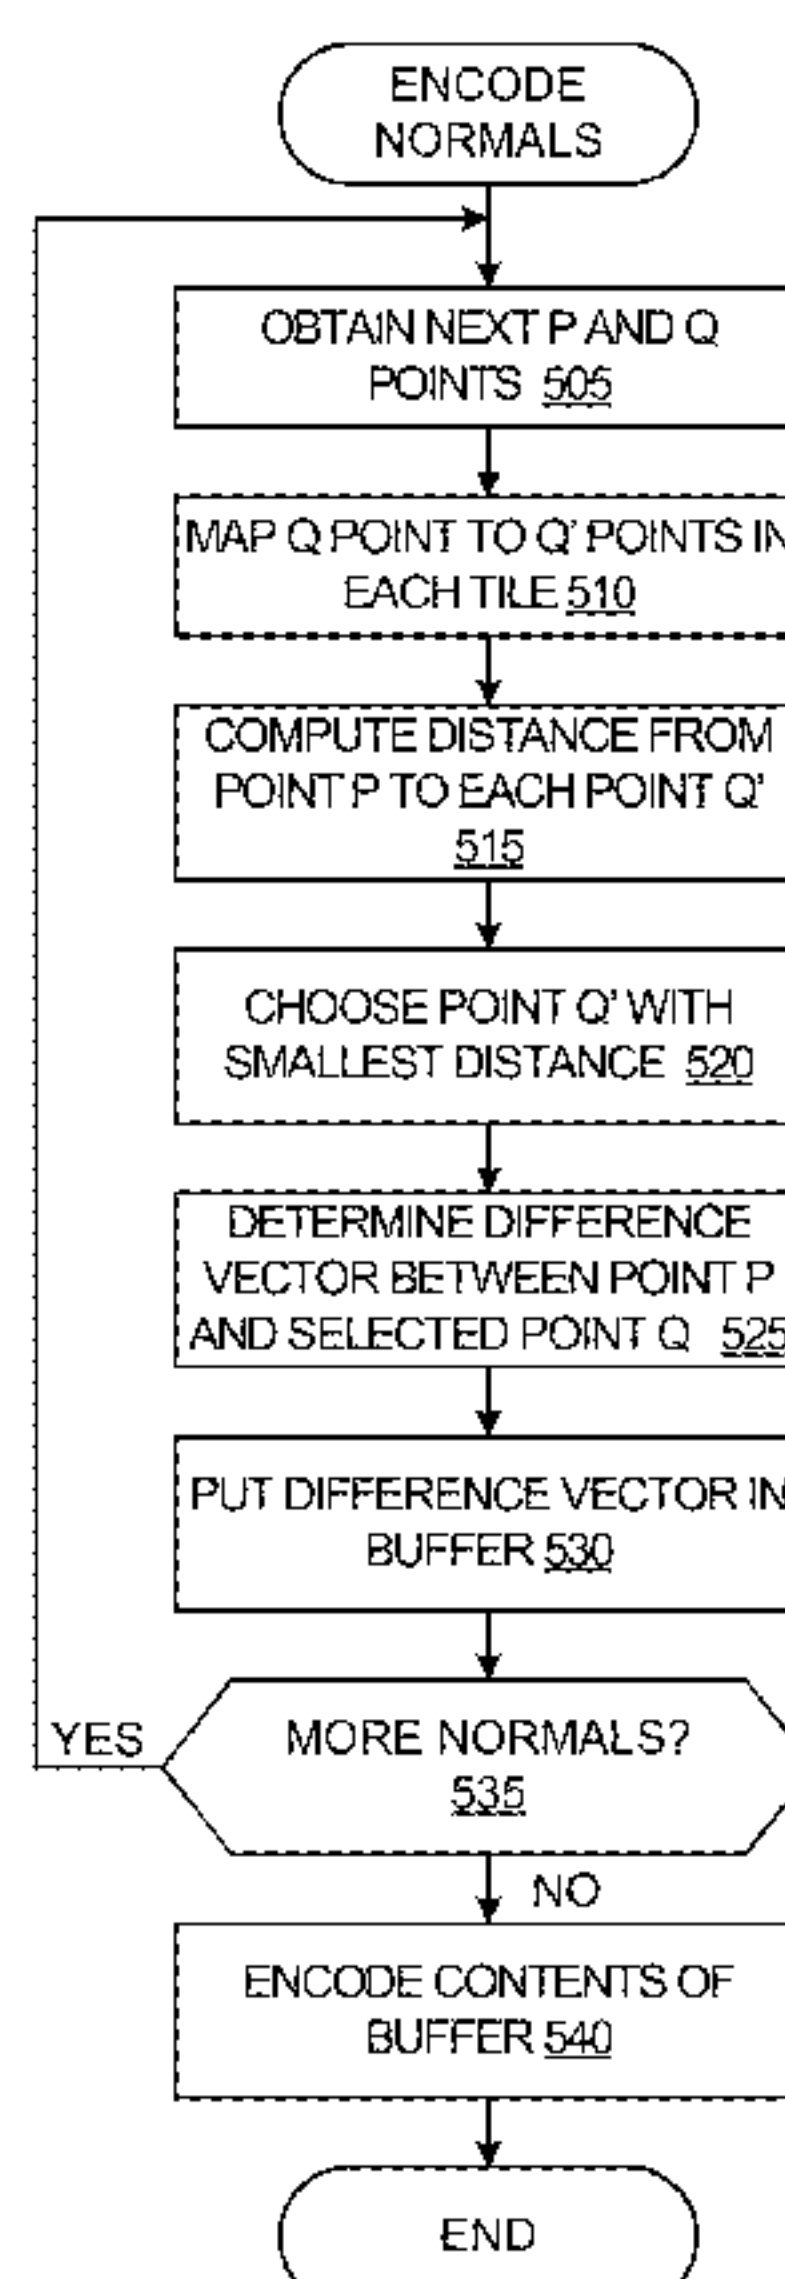 ENCODE
NORMALS
OBTAIN NEXT P AND Q
POINTS 505
MAP Q POINT TO Q' POINTS IN
EACH TILE 510
COMPUTE DISTANCE FROM
POINT P TO EACH POINT Q'
515
CHOOSE POINT Q' WITH
SMALLEST DISTANCE 520
DETERMINE DIFFERENCE
VECTOR BETWEEN POINT P
AND SELECTED POINT Q 525
PUT DIFFERENCE VECTOR IN
BUFFER 530
YES
MORE NORMALS?
535
NO
ENCODE CONTENTS OF
BUFFER 540
END